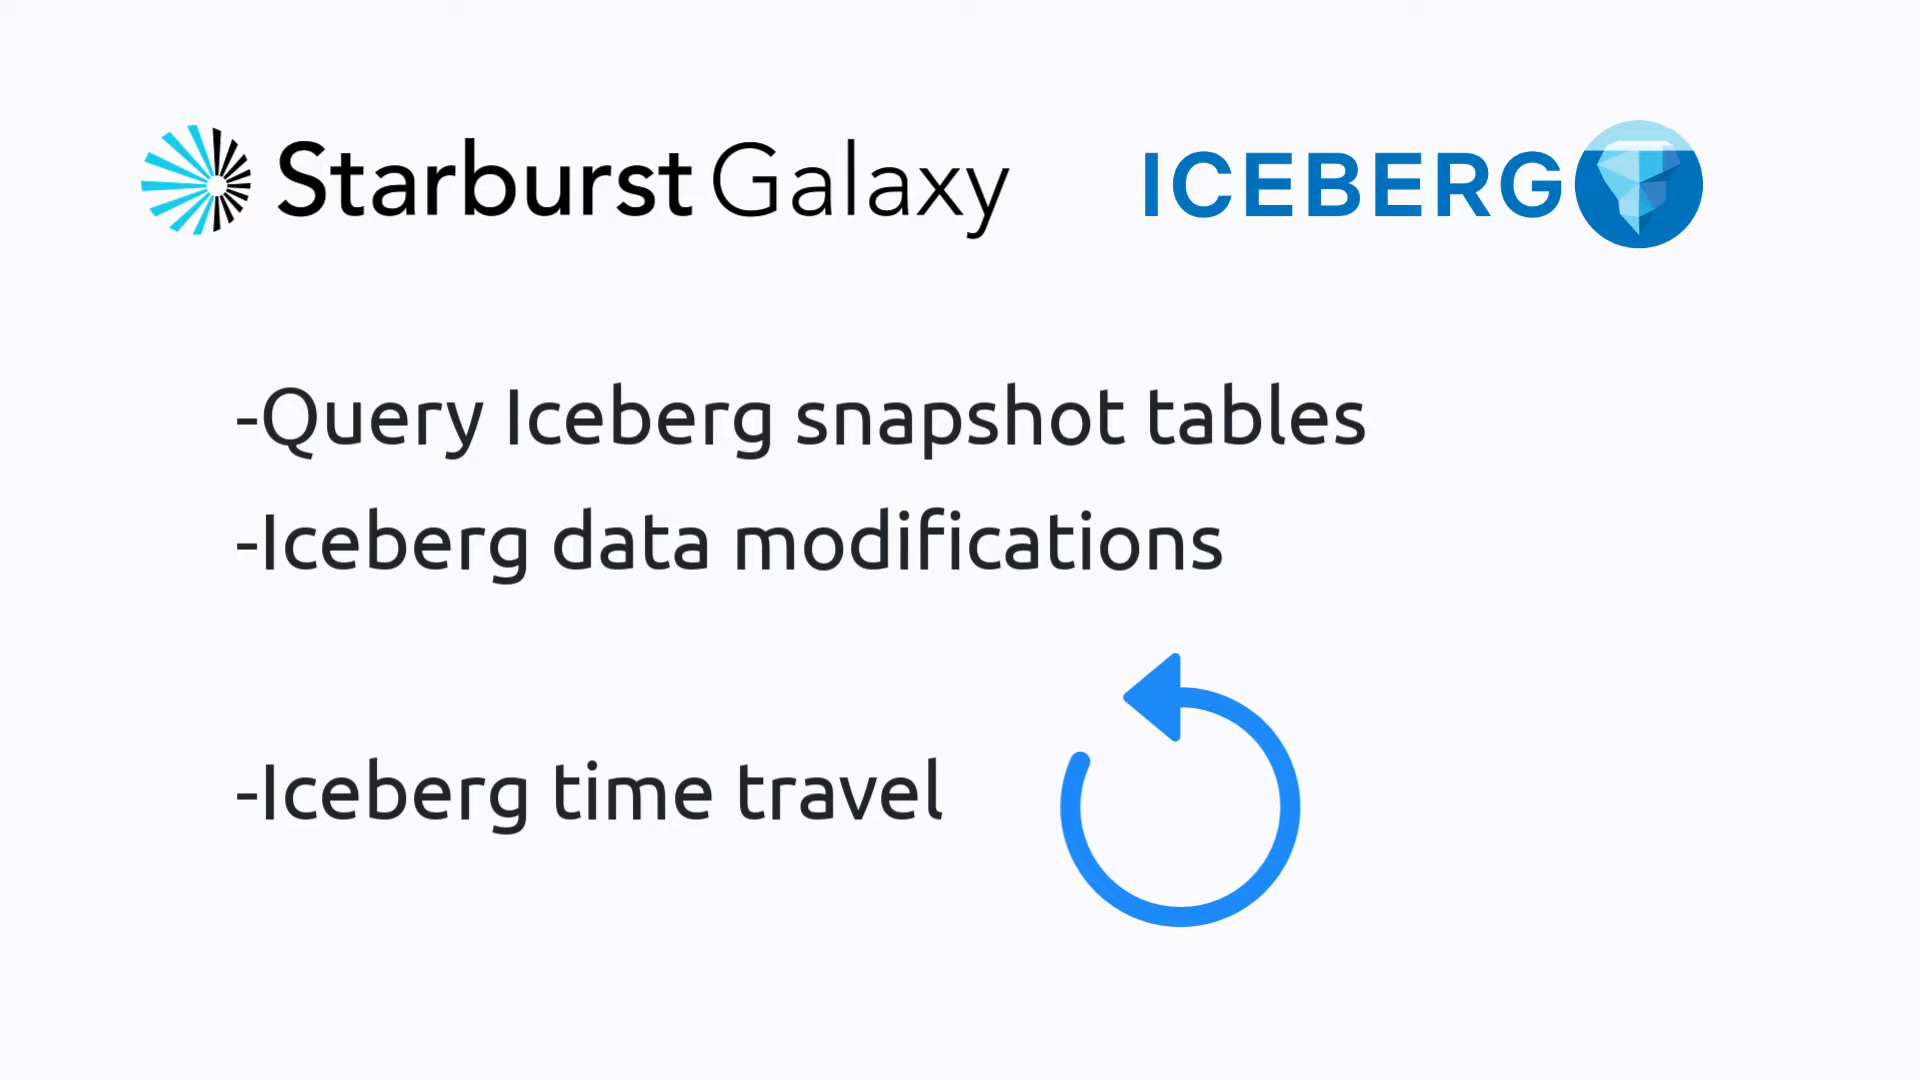 Starburst Galaxy ICEBERG
-Query Iceberg snapshot tables
-Iceberg data modifications
-Iceberg time travel